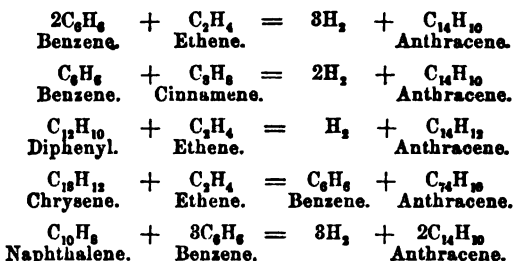 2C₆H₆ + C₂H₄ = 3H₂ + C₁₄H₁₀
Benzene. Ethene. Anthracene.
C₆H₆ + C₈H₈ = 2H₂ + C₁₄H₁₀
Benzene. Cinnamene. Anthracene.
C₁₂H₁₀ + C₂H₄ = H₂ + C₁₄H₁₂
Diphenyl. Ethene. Anthracene.
C₁₈H₁₂ + C₂H₄ = C₆H₆ + C₇₄H₁₀
Chrysene. Ethene. Benzene. Anthracene.
C₁₀H₈ + 3C₆H₆ = 3H₂ + 2C₁₄H₁₀
Naphthalene. Benzene. Anthracene.